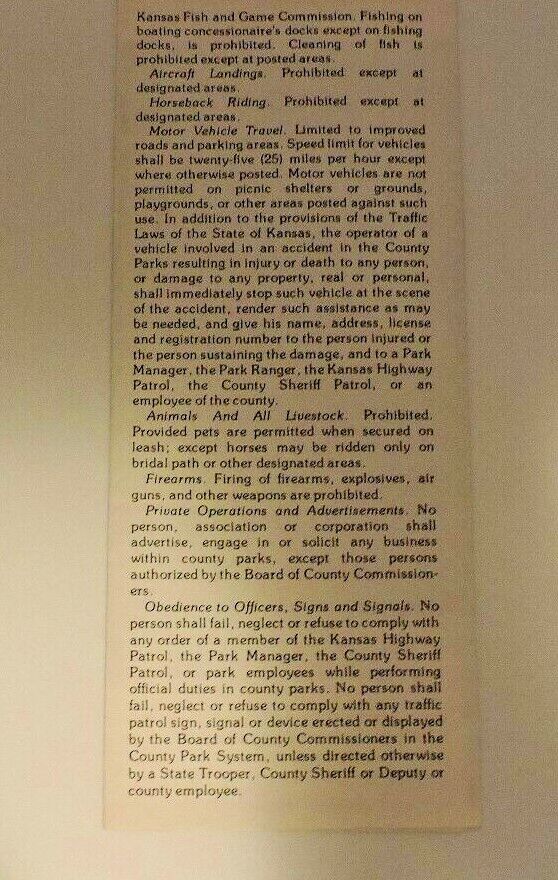 Kansas Fish and Game Commission. Fishing on
boating concessionaire's docks except on fishing
docks, is prohibited. Cleaning of fish is
prohibited except at posted areas.
Aircraft Landings. Prohibited except at
designated areas.
Horseback Riding. Prohibited except at
designated areas.
Motor Vehicle Travel. Limited to improved
roads and parking areas. Speed limit for vehicles
shall be twenty-five (25) miles per hour except
where otherwise posted. Motor vehicles are not
permitted on picnic shelters or grounds,
playgrounds, or other areas posted against such
use. In addition to the provisions of the Traffic
Laws of the State of Kansas, the operator of a
vehicle involved in an accident in the County
Parks resulting in injury or death to any person,
or damage to any property, real or personal,
shall immediately stop such vehicle at the scene
of the accident, render such assistance as may
be needed, and give his name, address, license
and registration number to the person injured or
the person sustaining the damage, and to a Park
Manager, the Park Ranger, the Kansas Highway
Patrol, the County Sheriff Patrol, or an
employee of the county.
Animals And All Livestock. Prohibited.
Provided pets are permitted when secured on
leash; except horses may be ridden only on
bridal path or other designated areas.
Firearms. Firing of firearms, explosives, air
guns, and other weapons are prohibited.
Private Operations and Advertisements. No
person, association or corporation shall
advertise, engage in or solicit any business
within county parks, except those persons
authorized by the Board of County Commission-
ers.
Obedience to Officers, Signs and Signals. No
person shall fail, neglect or refuse to comply with
any order of a member of the Kansas Highway
Patrol, the Park Manager, the County Sheriff
Patrol, or park employees while performing
official duties in county parks. No person shall
fail, neglect or refuse to comply with any traffic
patrol sign, signal or device erected or displayed
by the Board of County Commissioners in the
County Park System, unless directed otherwise
by a State Trooper, County Sheriff or Deputy or
county employee.